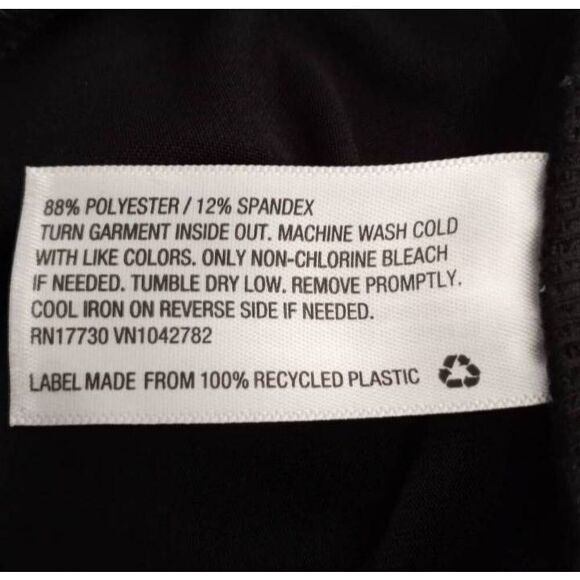 88% POLYESTER / 12% SPANDEX
TURN GARMENT INSIDE OUT. MACHINE WASH COLD
WITH LIKE COLORS. ONLY NON-CHLORINE BLEACH
IF NEEDED. TUMBLE DRY LOW. REMOVE PROMPTLY.
COOL IRON ON REVERSE SIDE IF NEEDED.
RN17730 VN1042782
LABEL MADE FROM 100% RECYCLED PLASTIC